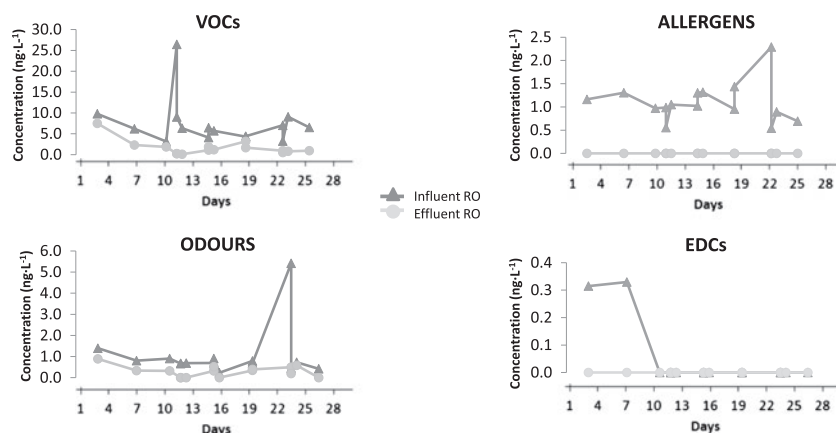 VOCs
Concentration (ng·L-1)
30.0
25.0
20.0
15.0
10.0
5.0
0.0
1 4 7 10 13 16 19 22 25 28
Days
ALLERGENS
Concentration (ng·L-1)
2.5
2.0
1.5
1.0
0.5
0.0
1 4 7 10 13 16 19 22 25 28
Days
Influent RO
Effluent RO
ODOURS
Concentration (ng·L-1)
6.0
5.0
4.0
3.0
2.0
1.0
0.0
1 4 7 10 13 16 19 22 25 28
Days
EDCs
Concentration (ng·L-1)
0.4
0.3
0.2
0.1
0.0
1 4 7 10 13 16 19 22 25 28
Days